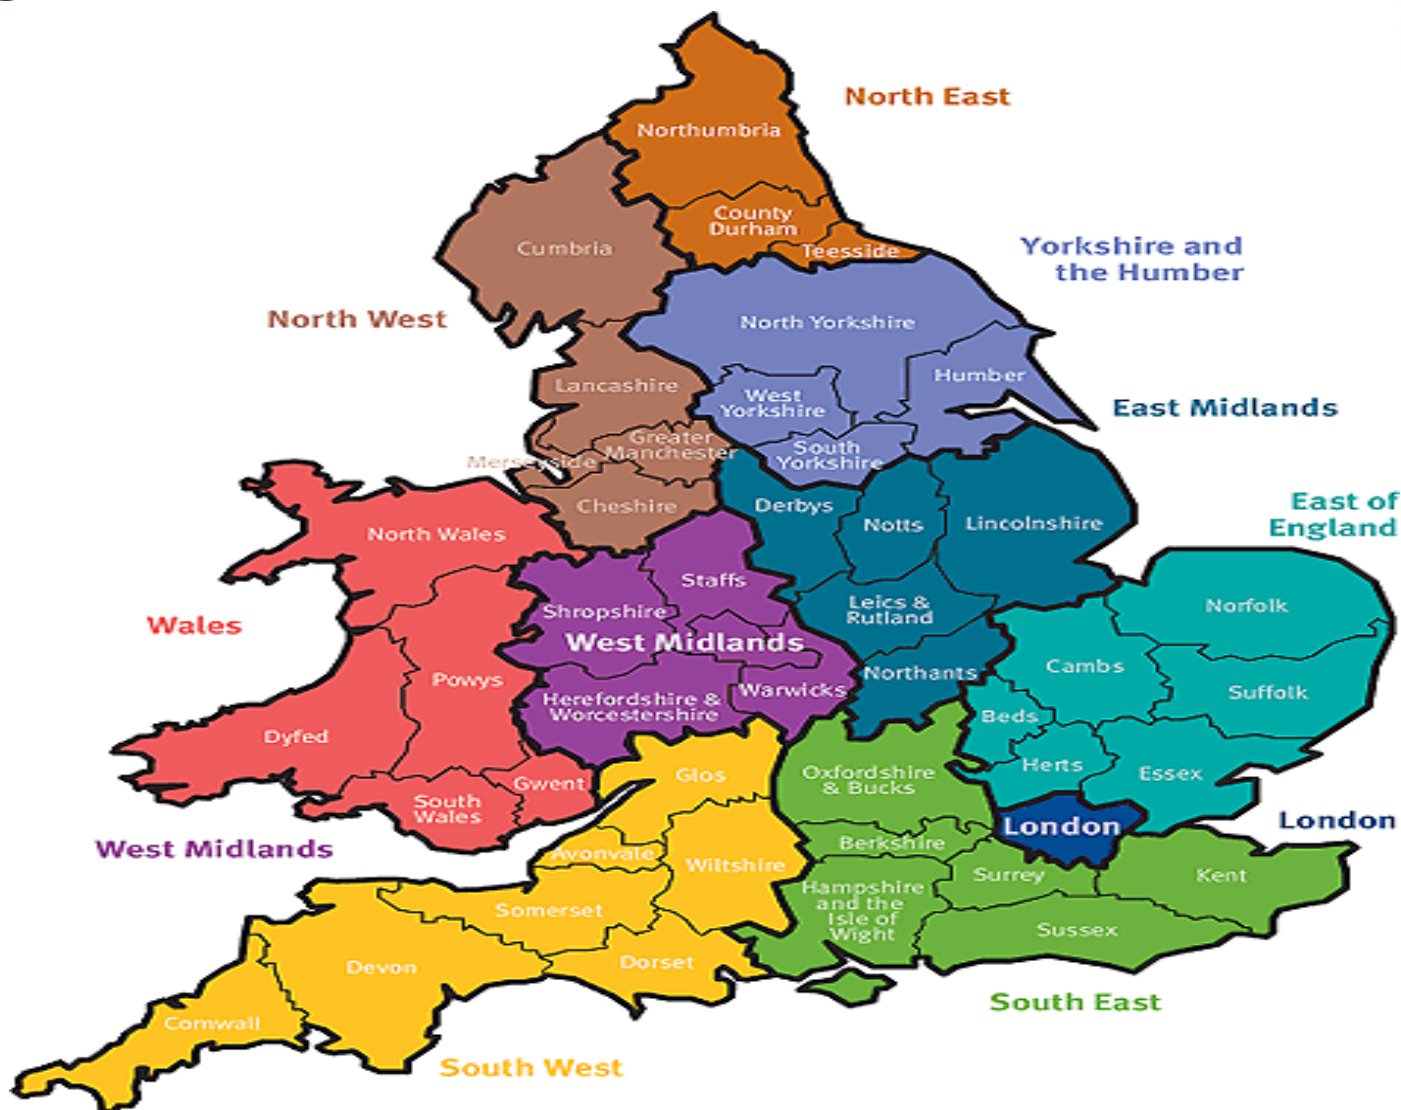 North East
Northumbria
County
Durham
Teesside
Cumbria
Yorkshire and
the Humber
North West
North Yorkshire
Humber
Lancashire
West
Yorkshire
East Midlands
Greater
Manchester
Merseyside
South
Yorkshire
Cheshire
Derbys
Notts
Lincolnshire
East of
England
North Wales
Staffs
Shropshire
Leics &
Rutland
Norfolk
Wales
West Midlands
Cambs
Powys
Northants
Warwicks
Suffolk
Herefordshire &
Worcestershire
Beds
Dyfed
Herts
Essex
Glos
Oxfordshire
& Bucks
Gwent
South
Wales
London
London
West Midlands
Berkshire
Avonvale
Wiltshire
Surrey
Kent
Hampshire
and the
Isle of
Wight
Somerset
Sussex
Dorset
Devon
South East
Cornwall
South West